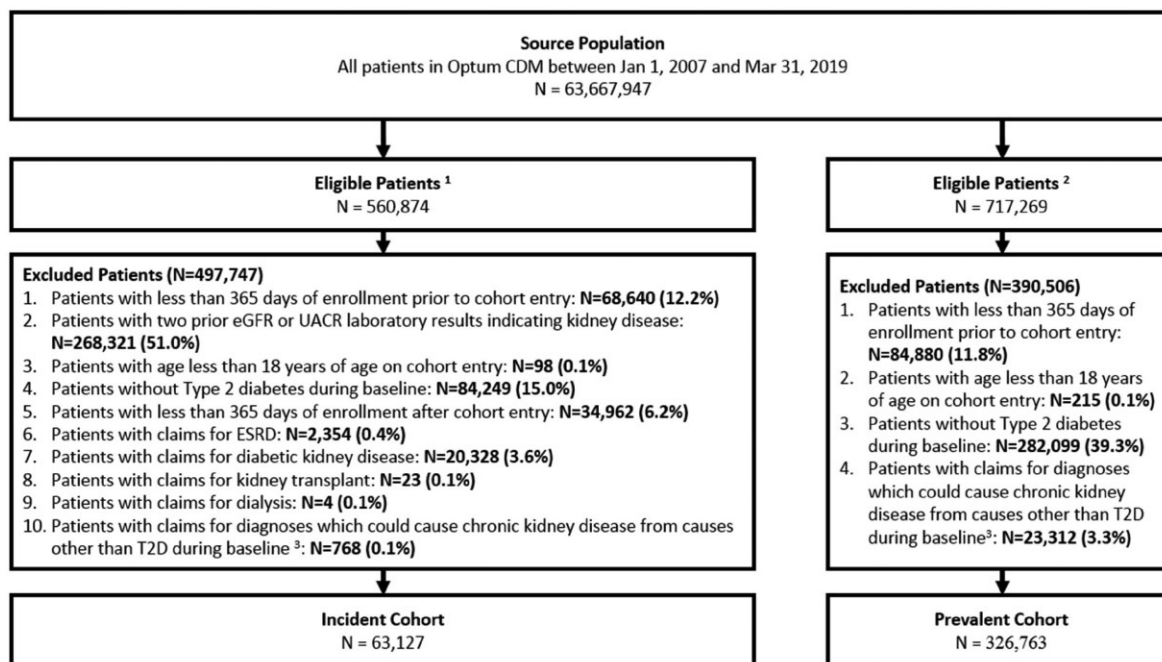 Source Population
All patients in Optum CDM between Jan 1, 2007 and Mar 31, 2019
N = 63,667,947
Eligible Patients ¹
N = 560,874
Excluded Patients (N=497,747)
1. Patients with less than 365 days of enrollment prior to cohort entry: N=68,640 (12.2%)
2. Patients with two prior eGFR or UACR laboratory results indicating kidney disease:
N=268,321 (51.0%)
3. Patients with age less than 18 years of age on cohort entry: N=98 (0.1%)
4. Patients without Type 2 diabetes during baseline: N=84,249 (15.0%)
5. Patients with less than 365 days of enrollment after cohort entry: N=34,962 (6.2%)
6. Patients with claims for ESRD: N=2,354 (0.4%)
7. Patients with claims for diabetic kidney disease: N=20,328 (3.6%)
8. Patients with claims for kidney transplant: N=23 (0.1%)
9. Patients with claims for dialysis: N=4 (0.1%)
10. Patients with claims for diagnoses which could cause chronic kidney disease from causes
other than T2D during baseline ³: N=768 (0.1%)
Incident Cohort
N = 63,127
Eligible Patients ²
N = 717,269
Excluded Patients (N=390,506)
1. Patients with less than 365 days of
enrollment prior to cohort entry:
N=84,880 (11.8%)
2. Patients with age less than 18 years
of age on cohort entry: N=215 (0.1%)
3. Patients without Type 2 diabetes
during baseline: N=282,099 (39.3%)
4. Patients with claims for diagnoses
which could cause chronic kidney
disease from causes other than T2D
during baseline³: N=23,312 (3.3%)
Prevalent Cohort
N = 326,763